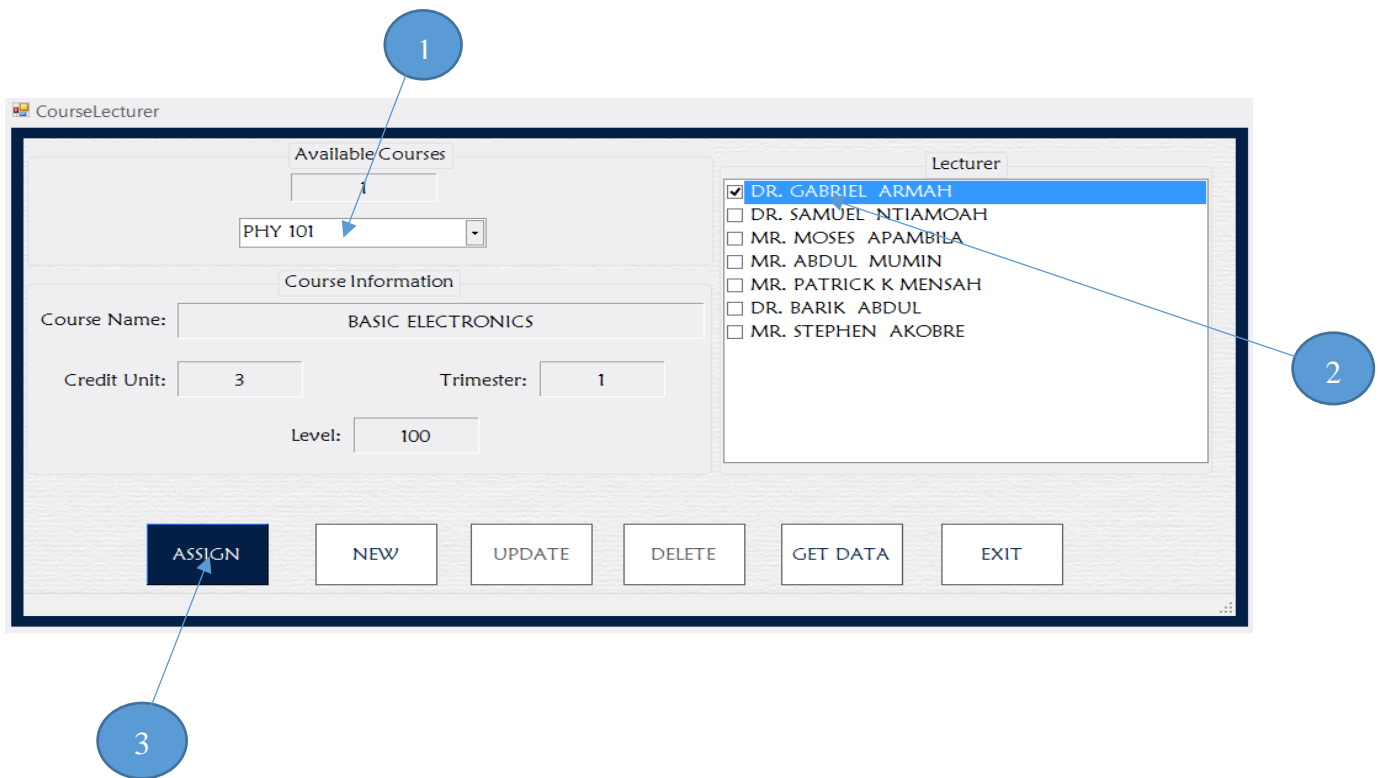 1
CourseLecturer
Available Courses
1
PHY 101
Course Information
Course Name: BASIC ELECTRONICS
Credit Unit: 3 Trimester: 1
Level: 100
Lecturer
DR. GABRIEL ARMAH
DR. SAMUEL NTIAMOAH
MR. MOSES APAMBILA
MR. ABDUL MUMIN
MR. PATRICK K MENSAH
DR. BARIK ABDUL
MR. STEPHEN AKOBRE
2
ASSIGN NEW UPDATE DELETE GET DATA EXIT
3